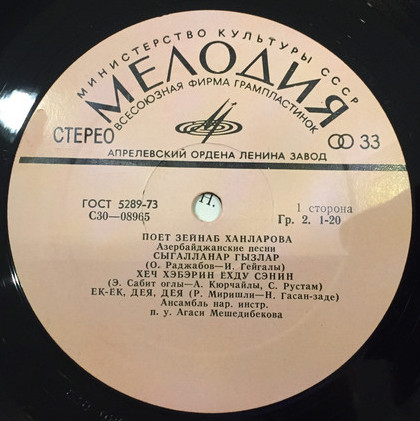 МИНИСТЕРСТВО КУЛЬТУРЫ СССР
МЕЛОДИЯ
ВСЕСОЮЗНАЯ ФИРМА ГРАМПЛАСТИНОК
СТЕРЕО
33
АПРЕЛЕВСКИЙ ОРДЕНА ЛЕНИНА ЗАВОД
ГОСТ 5289-73
С30—08965
Н.
1 сторона
Гр. 2. 1-20
ПОЕТ ЗЕЙНАБ ХАНЛАРОВА
Азербайджанские песни
СЫГАЛЛАНАР ГЫЗЛАР
(О. Раджабов—И. Гейгалы)
ХЕЧ ХЭБЭРИН ЕХДУ СЭНИН
(Э. Сабит оглы—А. Кюрчайлы, С. Рустам)
ЕК-ЕК, ДЕЯ, ДЕЯ (Р. Миришли—Н. Гасан-заде)
Ансамбль нар. инстр.
п. у. Агаси Мешедибекова